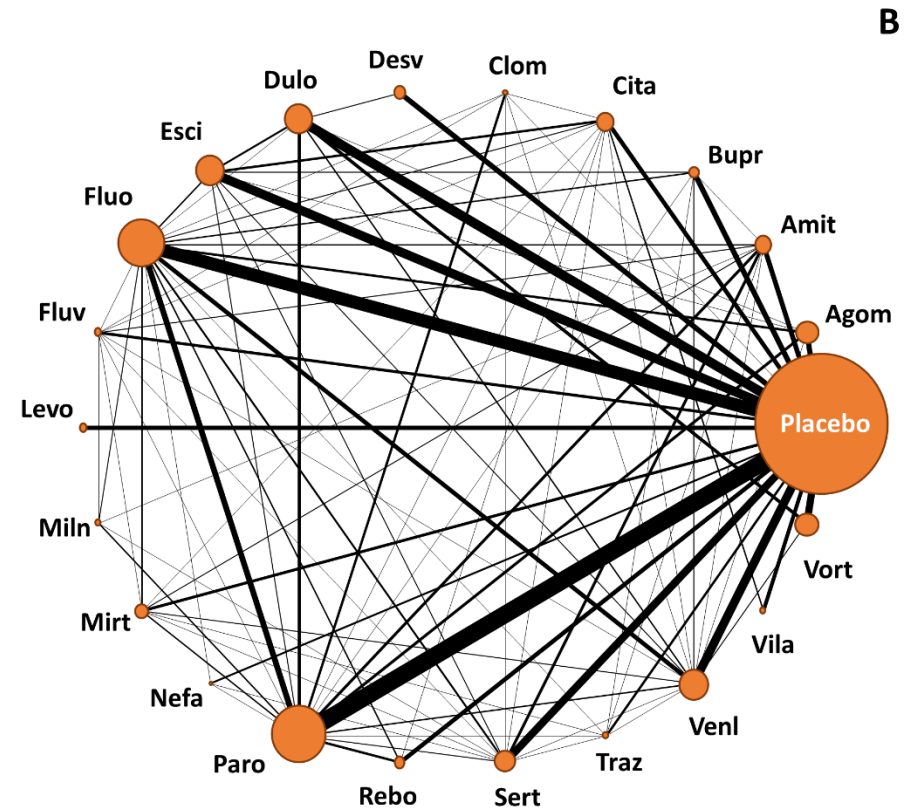 B
Desv
Clom
Dulo
Cita
Esci
Bupr
Fluo
Amit
Fluv
Agom
Levo
Placebo
Miln
Vort
Mirt
Vila
Nefa
Venl
Paro
Traz
Rebo
Sert